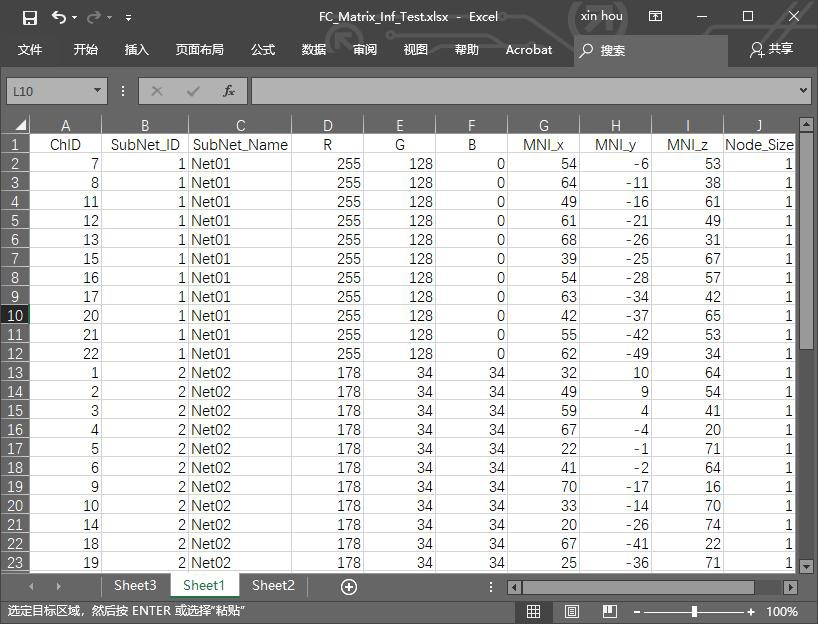 FC_Matrix_Inf_Test.xlsx - Excel xin hou
文件 开始 插入 页面布局 公式 数据 审阅 视图 帮助 Acrobat 搜索 共享
L10 fx
A B C D E F G H I J
1 ChID SubNet_ID SubNet_Name R G B MNI_x MNI_y MNI_z Node_Size
2 7 1 Net01 255 128 0 54 -6 53 1
3 8 1 Net01 255 128 0 64 -11 38 1
4 11 1 Net01 255 128 0 49 -16 61 1
5 12 1 Net01 255 128 0 61 -21 49 1
6 13 1 Net01 255 128 0 68 -26 31 1
7 15 1 Net01 255 128 0 39 -25 67 1
8 16 1 Net01 255 128 0 54 -28 57 1
9 17 1 Net01 255 128 0 63 -34 42 1
10 20 1 Net01 255 128 0 42 -37 65 1
11 21 1 Net01 255 128 0 55 -42 53 1
12 22 1 Net01 255 128 0 62 -49 34 1
13 1 2 Net02 178 34 34 32 10 64 1
14 2 2 Net02 178 34 34 49 9 54 1
15 3 2 Net02 178 34 34 59 4 41 1
16 4 2 Net02 178 34 34 67 -4 20 1
17 5 2 Net02 178 34 34 22 -1 71 1
18 6 2 Net02 178 34 34 41 -2 64 1
19 9 2 Net02 178 34 34 70 -17 16 1
20 10 2 Net02 178 34 34 33 -14 70 1
21 14 2 Net02 178 34 34 20 -26 74 1
22 18 2 Net02 178 34 34 67 -41 22 1
23 19 2 Net02 178 34 34 25 -36 71 1
Sheet3 Sheet1 Sheet2
选定目标区域，然后按 ENTER 或选择"粘贴" 100%